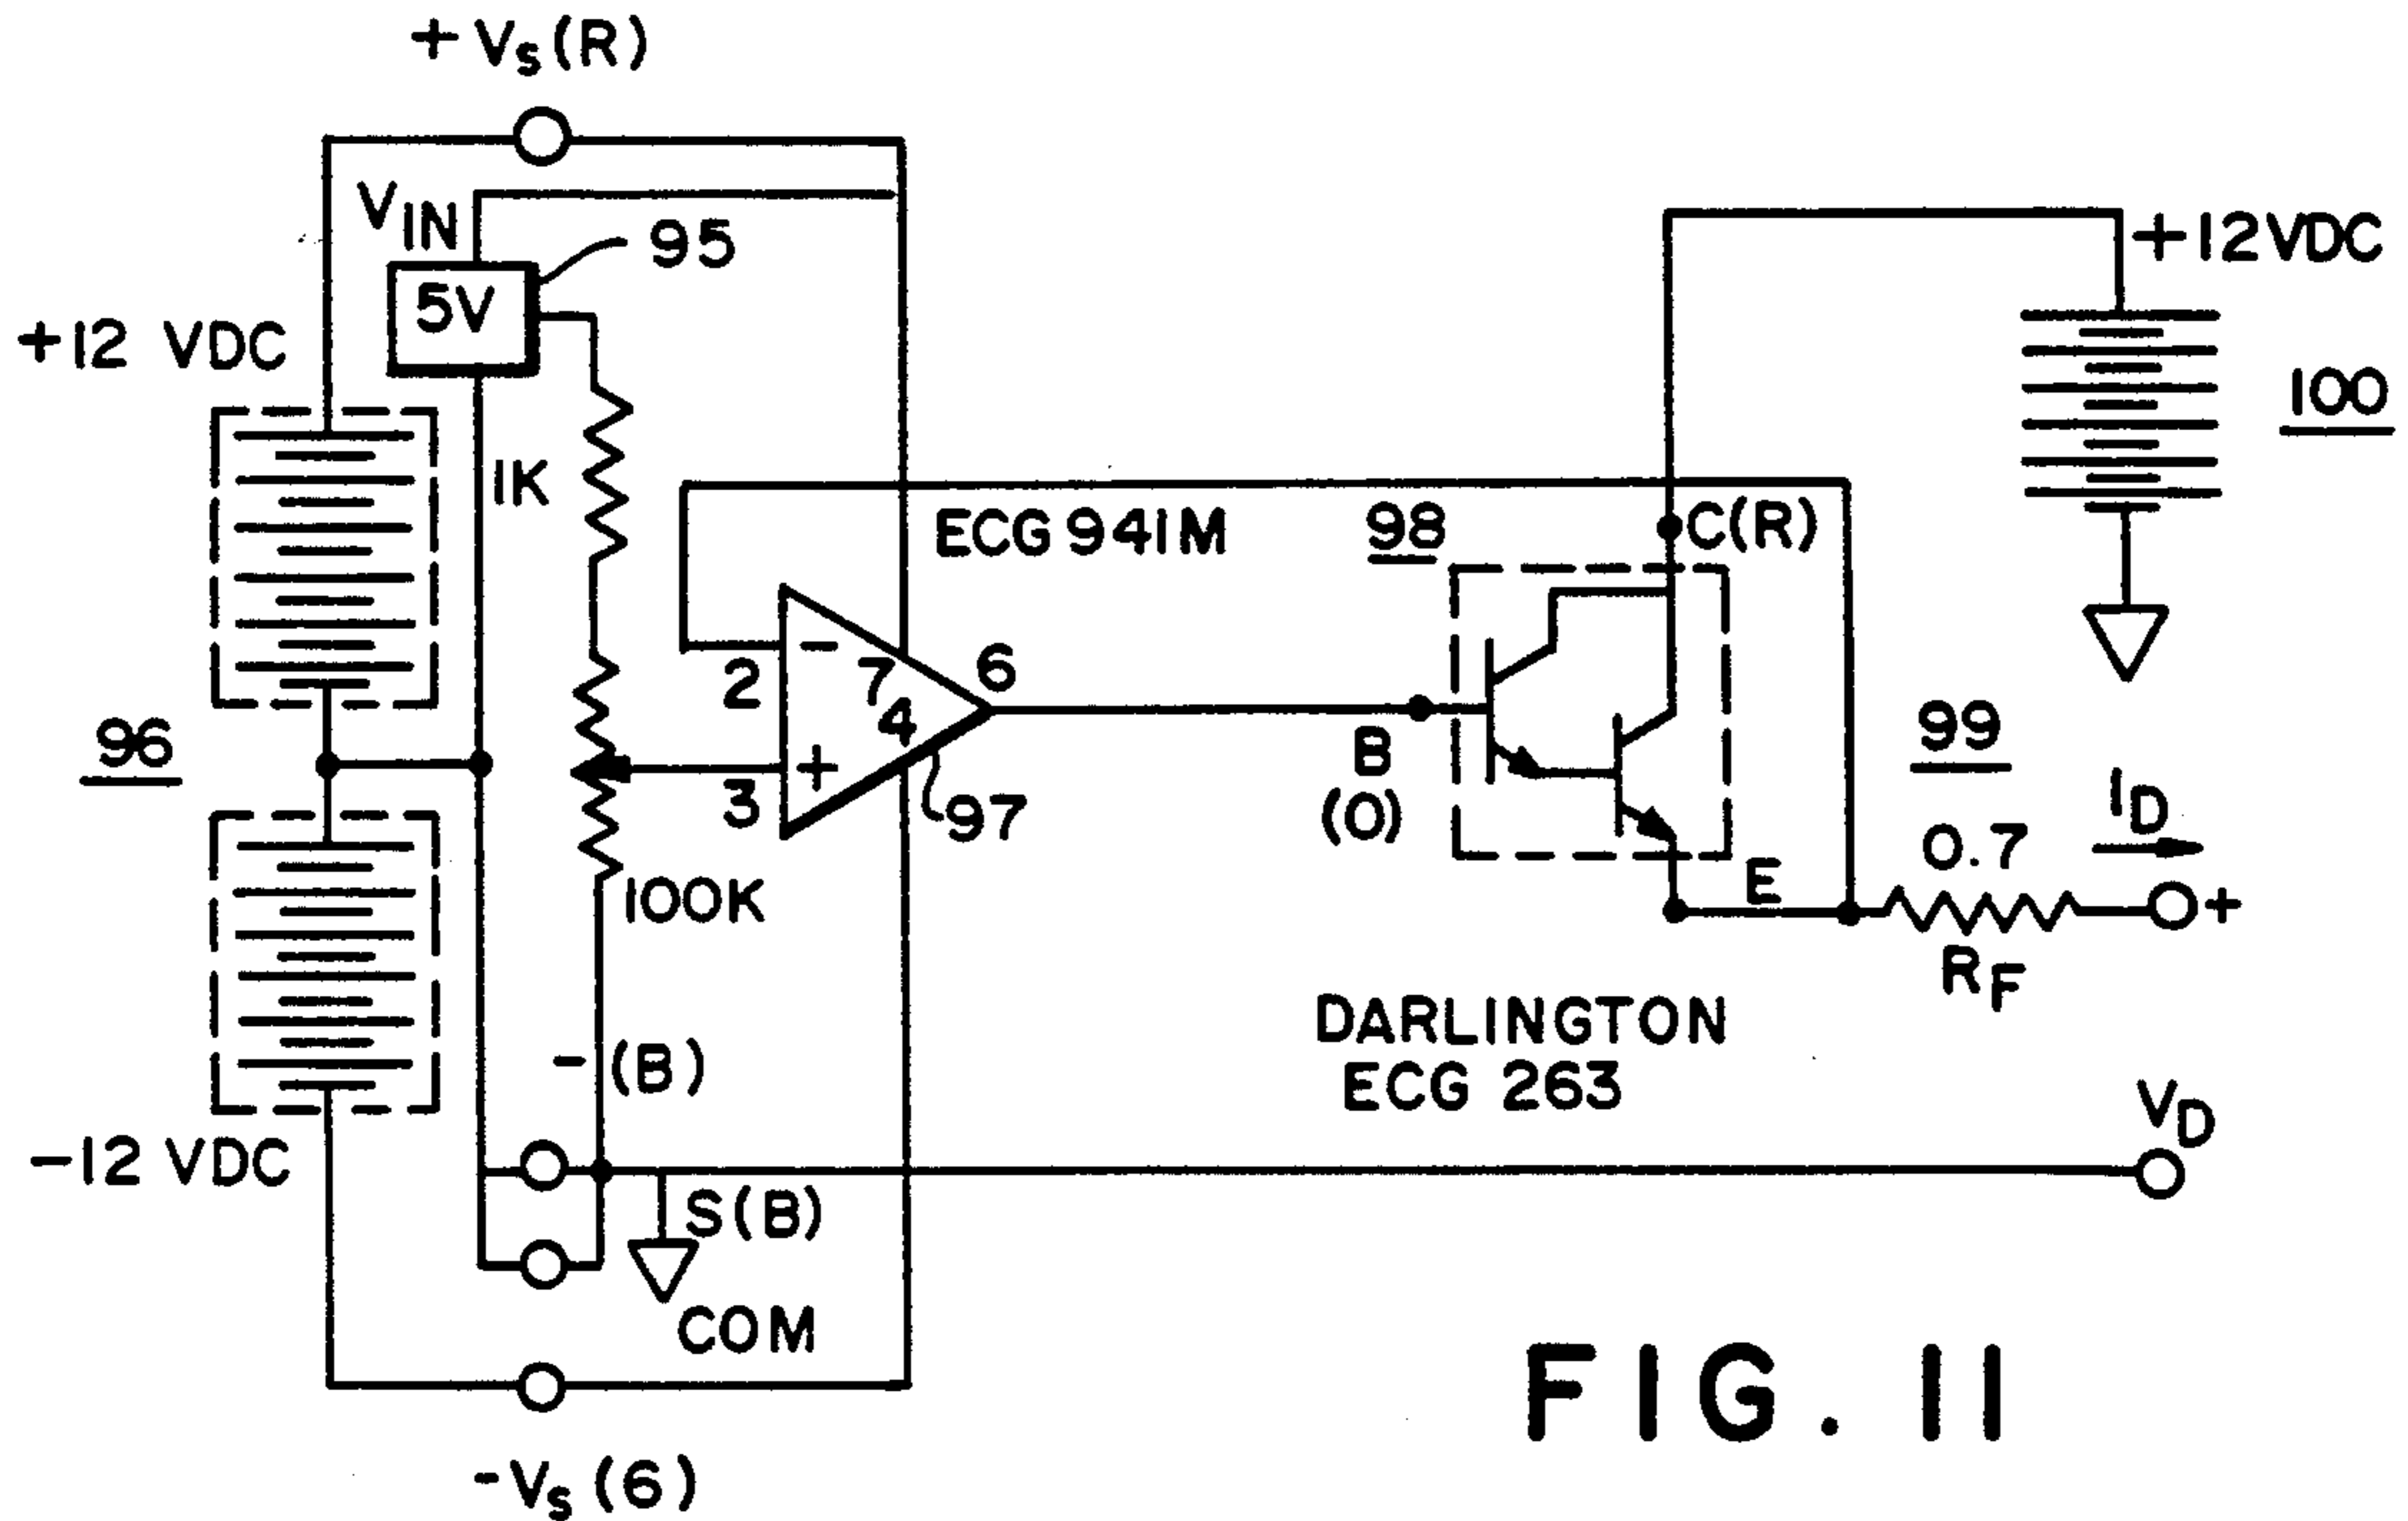 +VS(R)
VIN
95
5V
+12 VDC
+12VDC
100
1K
ECG 941M
98
C(R)
-
2
7
6
4
96
+
3
97
B
(O)
99
ID
0.7
100K
E
+
RF
DARLINGTON
ECG 263
-(B)
VD
-12 VDC
S(B)
COM
-VS(6)
FIG. 11